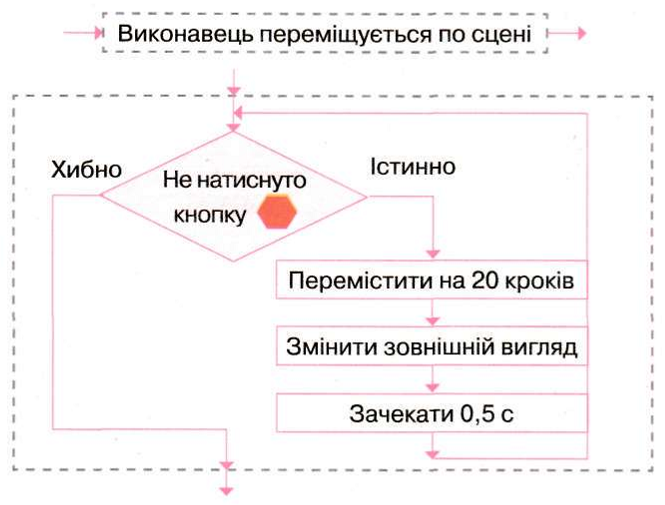 Виконавець переміщується по сцені
Хибно
Істинно
Не натиснуто
кнопку
Перемістити на 20 кроків
Змінити зовнішній вигляд
Зачекати 0,5 с